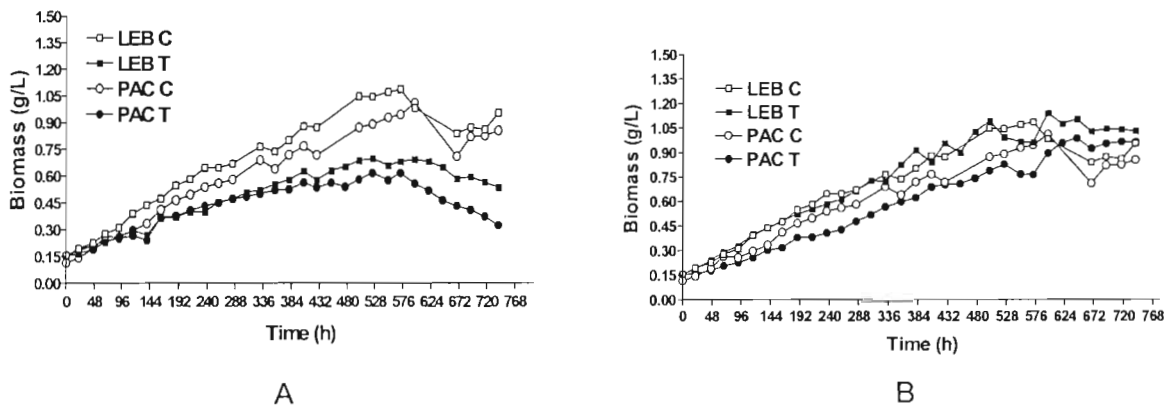 1.50
1.35
1.20
1.05
0.90
0.75
0.60
0.45
0.30
0.15
0.00
Biomass (g/L)
LEB C
LEB T
PAC C
PAC T
0 48 96 144 192 240 288 336 384 432 480 528 576 624 672 720 768
Time (h)
A
1.50
1.35
1.20
1.05
0.90
0.75
0.60
0.45
0.30
0.15
0.00
Biomass (g/L)
LEB C
LEB T
PAC C
PAC T
0 48 96 144 192 240 288 336 384 432 480 528 576 624 672 720 768
Time (h)
B